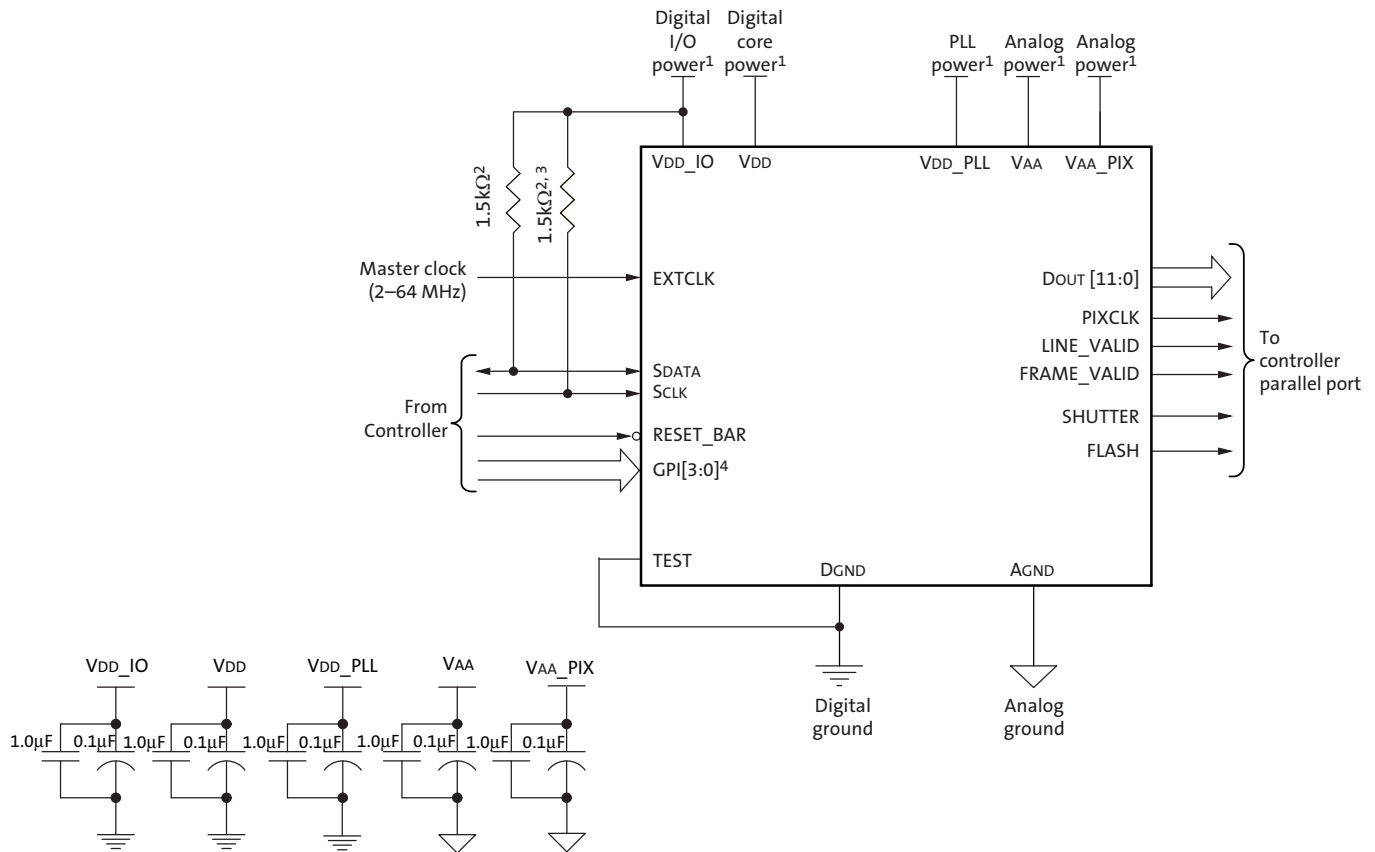 Digital
I/O
power1
Digital
core
power1
PLL
power1
Analog
power1
Analog
power1
VDD_IO
VDD
VDD_PLL
VAA
VAA_PIX
1.5kΩ2
1.5kΩ2, 3
Master clock
(2–64 MHz)
EXTCLK
SDATA
SCLK
From
Controller
RESET_BAR
GPI[3:0]4
TEST
DGND
AGND
DOUT [11:0]
PIXCLK
LINE_VALID
FRAME_VALID
SHUTTER
FLASH
To
controller
parallel port
Digital
ground
Analog
ground
VDD_IO
VDD
VDD_PLL
VAA
VAA_PIX
1.0μF
0.1μF
1.0μF
0.1μF
1.0μF
0.1μF
1.0μF
0.1μF
1.0μF
0.1μF